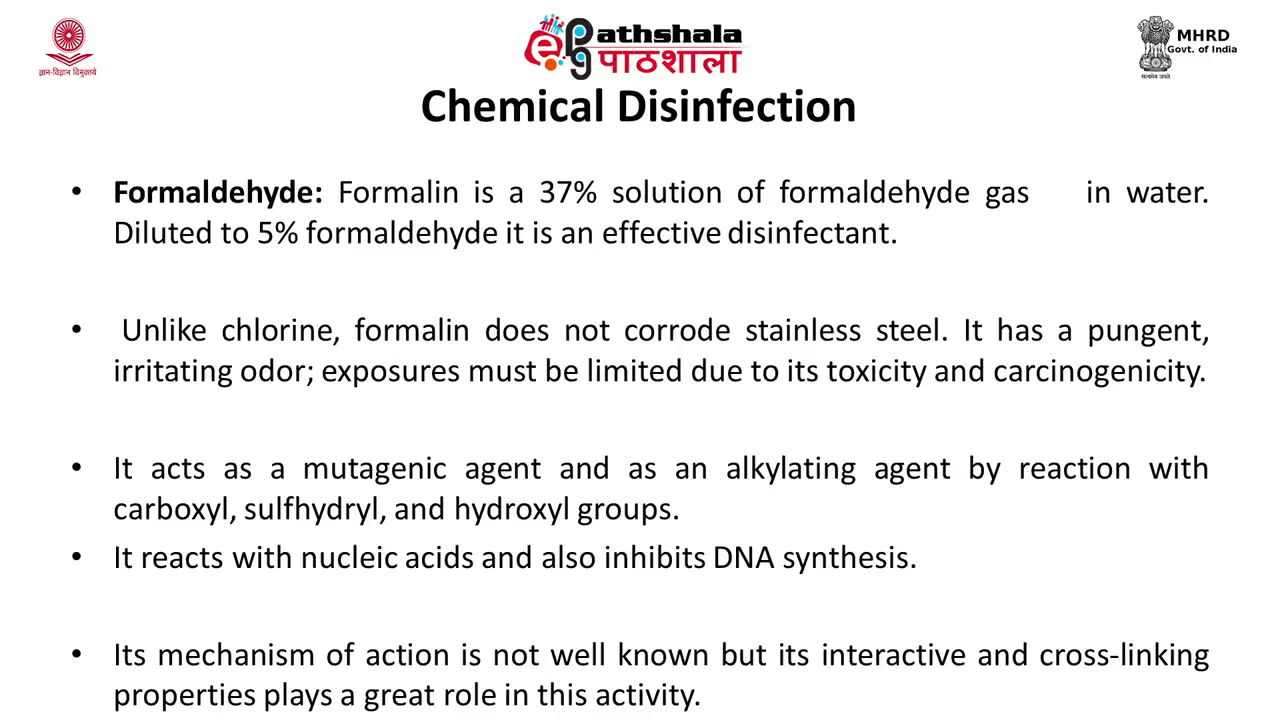 ज्ञान-विज्ञान विमुक्तये
ePGathshala
पाठशाला
MHRD
Govt. of India
सत्यमेव जयते
Chemical Disinfection
• Formaldehyde: Formalin is a 37% solution of formaldehyde gas in water.
Diluted to 5% formaldehyde it is an effective disinfectant.
• Unlike chlorine, formalin does not corrode stainless steel. It has a pungent,
irritating odor; exposures must be limited due to its toxicity and carcinogenicity.
• It acts as a mutagenic agent and as an alkylating agent by reaction with
carboxyl, sulfhydryl, and hydroxyl groups.
• It reacts with nucleic acids and also inhibits DNA synthesis.
• Its mechanism of action is not well known but its interactive and cross-linking
properties plays a great role in this activity.